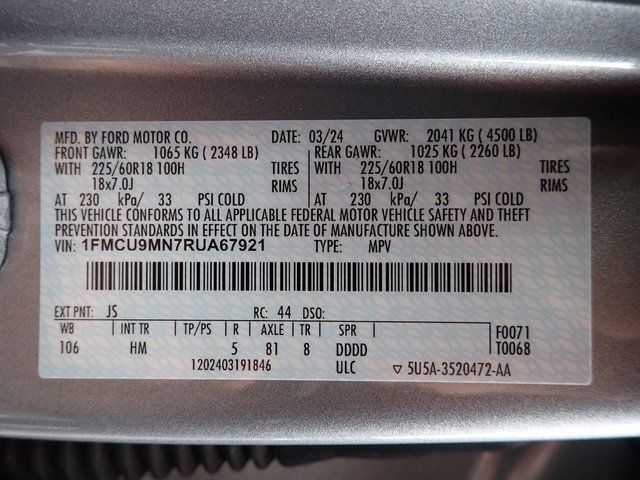 MFD. BY FORD MOTOR CO. DATE: 03/24 GVWR: 2041 KG ( 4500 LB)
FRONT GAWR: 1065 KG ( 2348 LB) REAR GAWR: 1025 KG ( 2260 LB)
WITH 225/60R18 100H TIRES WITH 225/60R18 100H TIRES
18x7.0J RIMS 18x7.0J RIMS
AT 230 kPa/ 33 PSI COLD AT 230 kPa/ 33 PSI COLD
THIS VEHICLE CONFORMS TO ALL APPLICABLE FEDERAL MOTOR VEHICLE SAFETY AND THEFT
PREVENTION STANDARDS IN EFFECT ON THE DATE OF MANUFACTURE SHOWN ABOVE.
VIN: 1FMCU9MN7RUA67921 TYPE: MPV
EXT PNT: JS RC: 44 DSO:
WB INT TR TP/PS R AXLE TR SPR F0071
106 HM 5 81 8 DDDD T0068
1202403191846 ULC ▽ 5U5A-3520472-AA